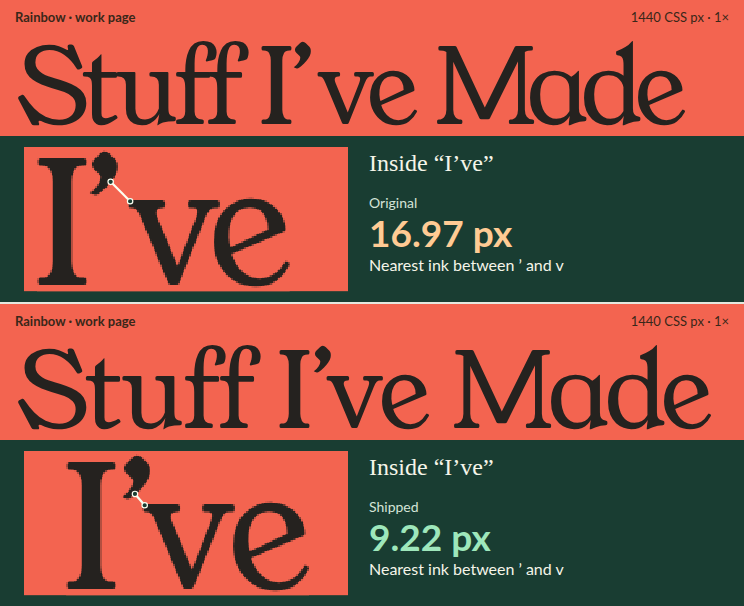 Rainbow · work page
1440 CSS px · 1×
Stuff I’ve Made
I’ve
Inside “I’ve”
Original
16.97 px
Nearest ink between ’ and v
Rainbow · work page
1440 CSS px · 1×
Stuff I’ve Made
I’ve
Inside “I’ve”
Shipped
9.22 px
Nearest ink between ’ and v